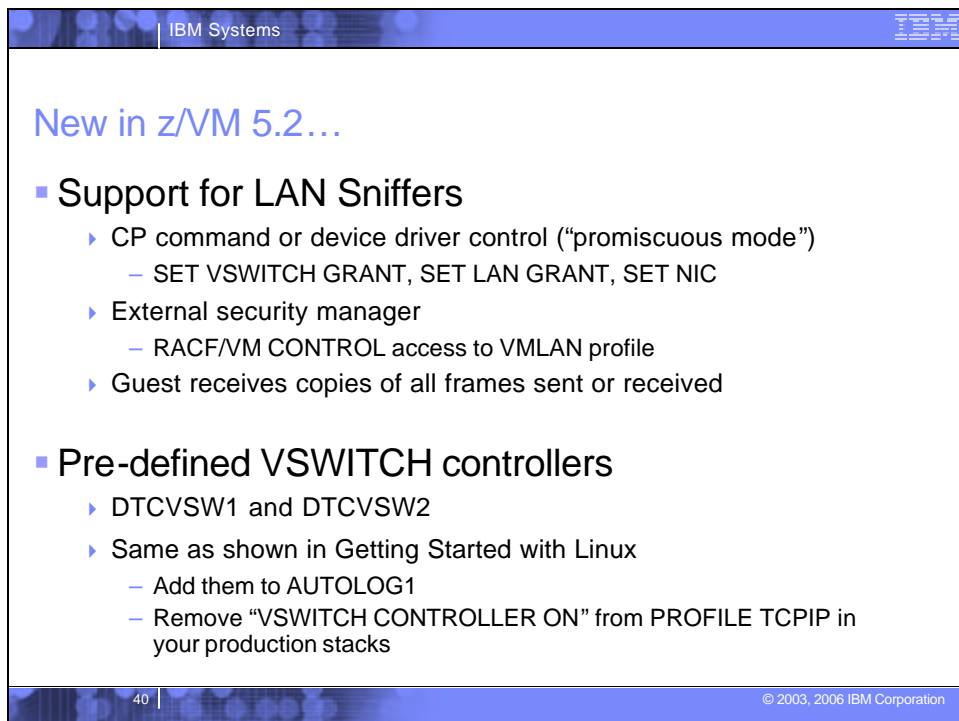 IBM Systems
IBM
New in z/VM 5.2…
Support for LAN Sniffers
CP command or device driver control (“promiscuous mode”)
– SET VSWITCH GRANT, SET LAN GRANT, SET NIC
External security manager
– RACF/VM CONTROL access to VMLAN profile
Guest receives copies of all frames sent or received
Pre-defined VSWITCH controllers
DTCVSW1 and DTCVSW2
Same as shown in Getting Started with Linux
– Add them to AUTOLOG1
– Remove “VSWITCH CONTROLLER ON” from PROFILE TCPIP in
your production stacks
40
© 2003, 2006 IBM Corporation